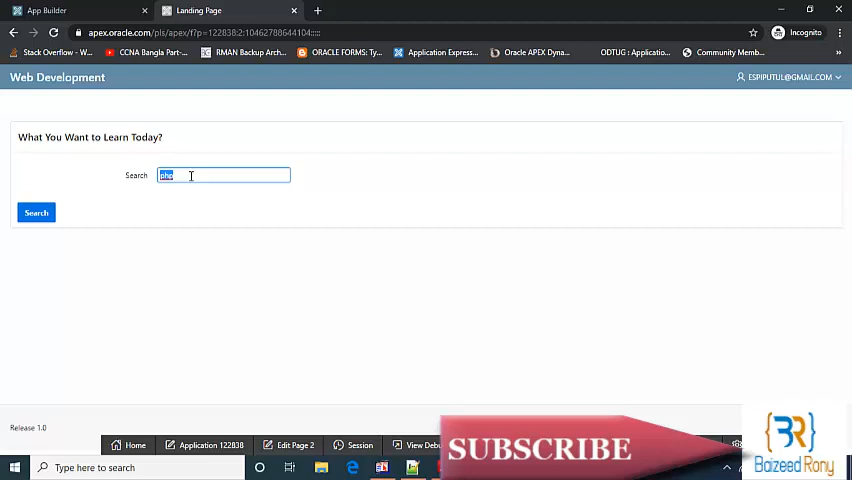 App Builder
Landing Page
apex.oracle.com/pls/apex/f?p=122838:2:10462788644104:::::
Incognito
Stack Overflow - W...
CCNA Bangla Part-...
RMAN Backup Arch...
ORACLE FORMS: Ty...
Application Express...
Oracle APEX Dyna...
ODTUG : Applicatio...
Community Memb...
»
Web Development
ESPIPUTUL@GMAIL.COM
What You Want to Learn Today?
Search
php
Search
Release 1.0
Home
Application 122838
Edit Page 2
Session
View Debu
SUBSCRIBE
Baizeed Rony
Type here to search